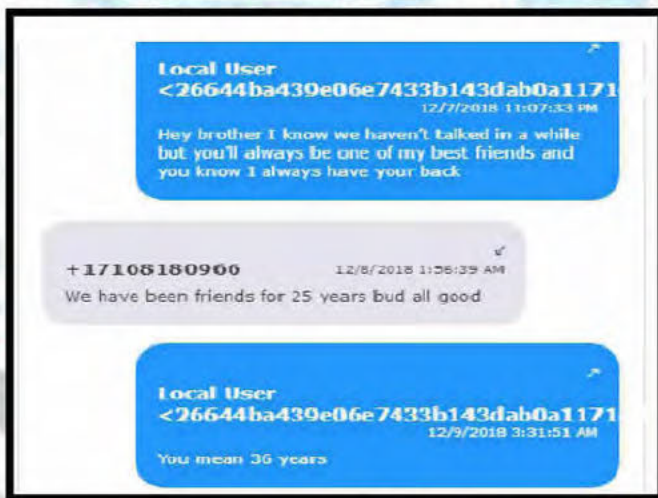 Local User
<26644ba439e06e7433b143dab0a1171
12/7/2018 11:07:33 PM
Hey brother I know we haven't talked in a while
but you'll always be one of my best friends and
you know I always have your back
12/8/2018 1:56:39 AM
We have been friends for 25 years bud all good
Local User
<26644ba439e06e7433b143dab0a1171
12/9/2018 3:31:51 AM
You mean 36 years